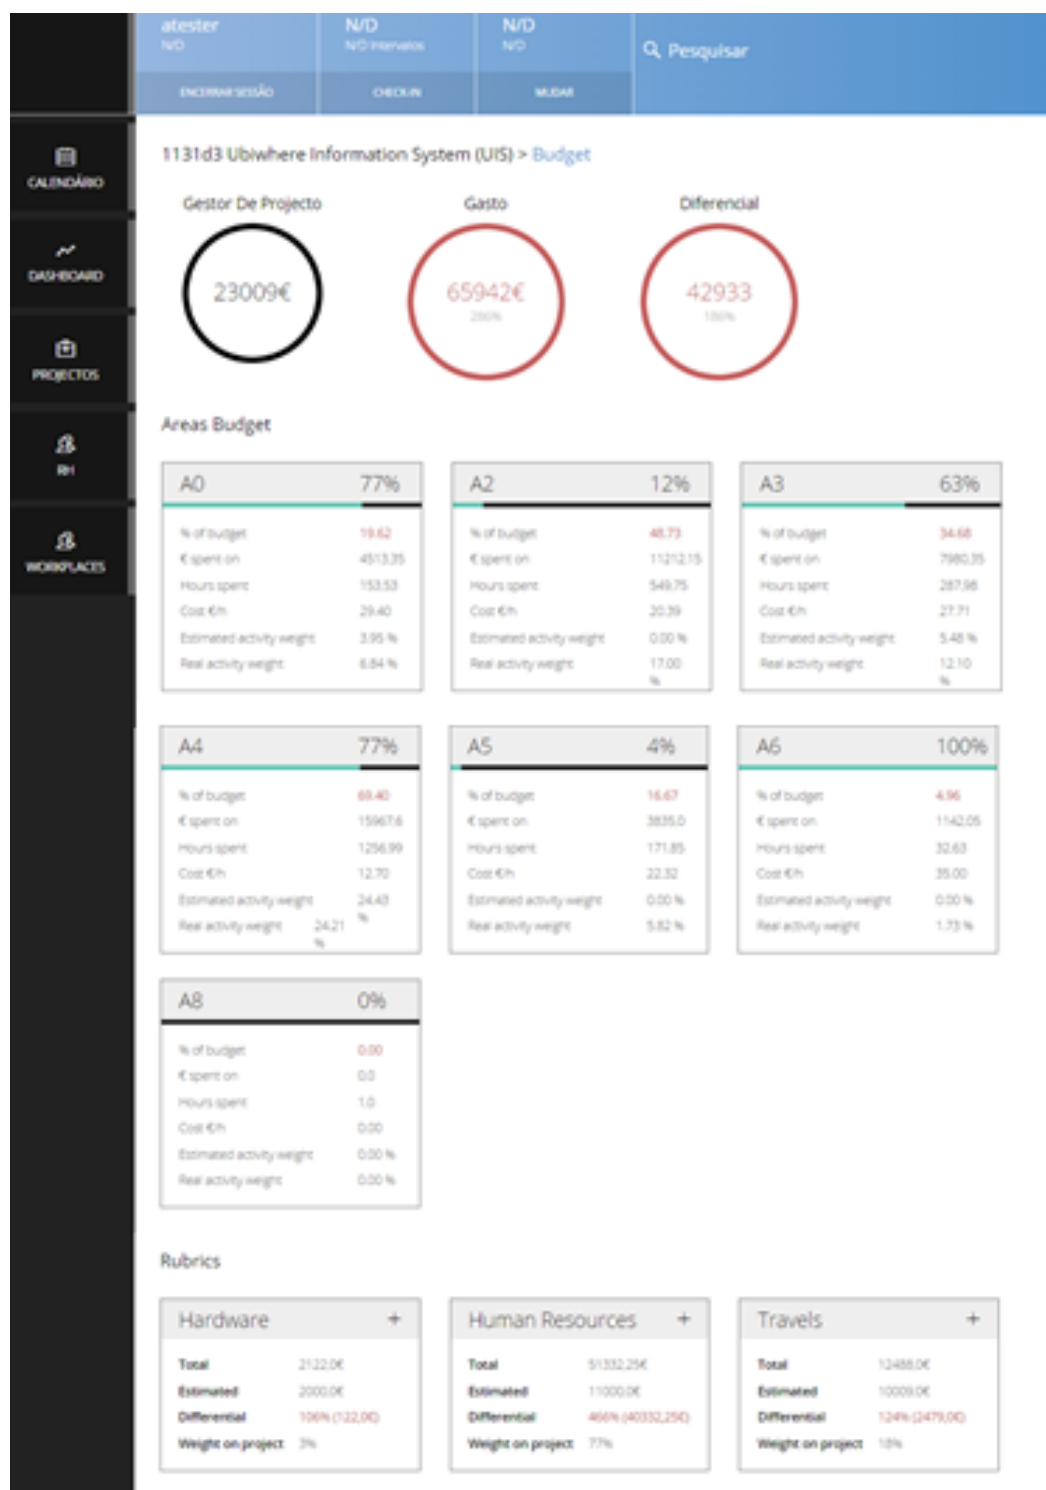 atester N/D N/D
N/D N/D Intervalos N/D
Pesquisar
ENCERRAR SESSÃO CHECK-IN MUDAR
CALENDÁRIO
DASHBOARD
PROJECTOS
RH
WORKPLACES
1131d3 Ubiwhere Information System (UIS) > Budget
Gestor De Projecto Gasto Diferencial
23009€ 65942€ 42933
286% 186%
Areas Budget
A0 77% A2 12% A3 63%
% of budget 19.62 % of budget 48.73 % of budget 34.68
€ spent on 4513,35 € spent on 11212,15 € spent on 7980,35
Hours spent 153,53 Hours spent 549,75 Hours spent 287,98
Cost €/h 29.40 Cost €/h 20.39 Cost €/h 27.71
Estimated activity weight 3.95 % Estimated activity weight 0.00 % Estimated activity weight 5.48 %
Real activity weight 6.84 % Real activity weight 17.00 % Real activity weight 12.10 %
A4 77% A5 4% A6 100%
% of budget 69.40 % of budget 16.67 % of budget 4.96
€ spent on 15967,6 € spent on 3835,0 € spent on 1142,05
Hours spent 1256,99 Hours spent 171,85 Hours spent 32,63
Cost €/h 12.70 Cost €/h 22.32 Cost €/h 35.00
Estimated activity weight 24.43 % Estimated activity weight 0.00 % Estimated activity weight 0.00 %
Real activity weight 24.21 % Real activity weight 5.82 % Real activity weight 1.73 %
A8 0%
% of budget 0.00
€ spent on 0.0
Hours spent 1.0
Cost €/h 0.00
Estimated activity weight 0.00 %
Real activity weight 0.00 %
Rubrics
Hardware + Human Resources + Travels +
Total 2122.0€ Total 51332.25€ Total 12488.0€
Estimated 2000.0€ Estimated 11000.0€ Estimated 10009.0€
Differential 106% (122,0€) Differential 466% (40332,25€) Differential 124% (2479,0€)
Weight on project 3% Weight on project 77% Weight on project 18%